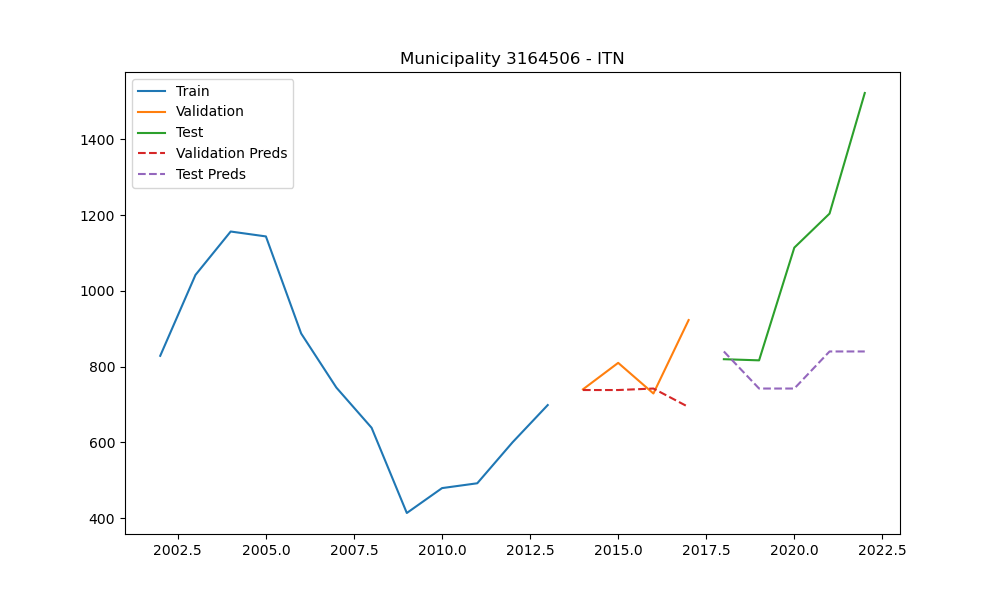 Municipality 3164506 - ITN
Train
Validation
Test
Validation Preds
Test Preds
1400
1200
1000
800
600
400
2002.5 2005.0 2007.5 2010.0 2012.5 2015.0 2017.5 2020.0 2022.5